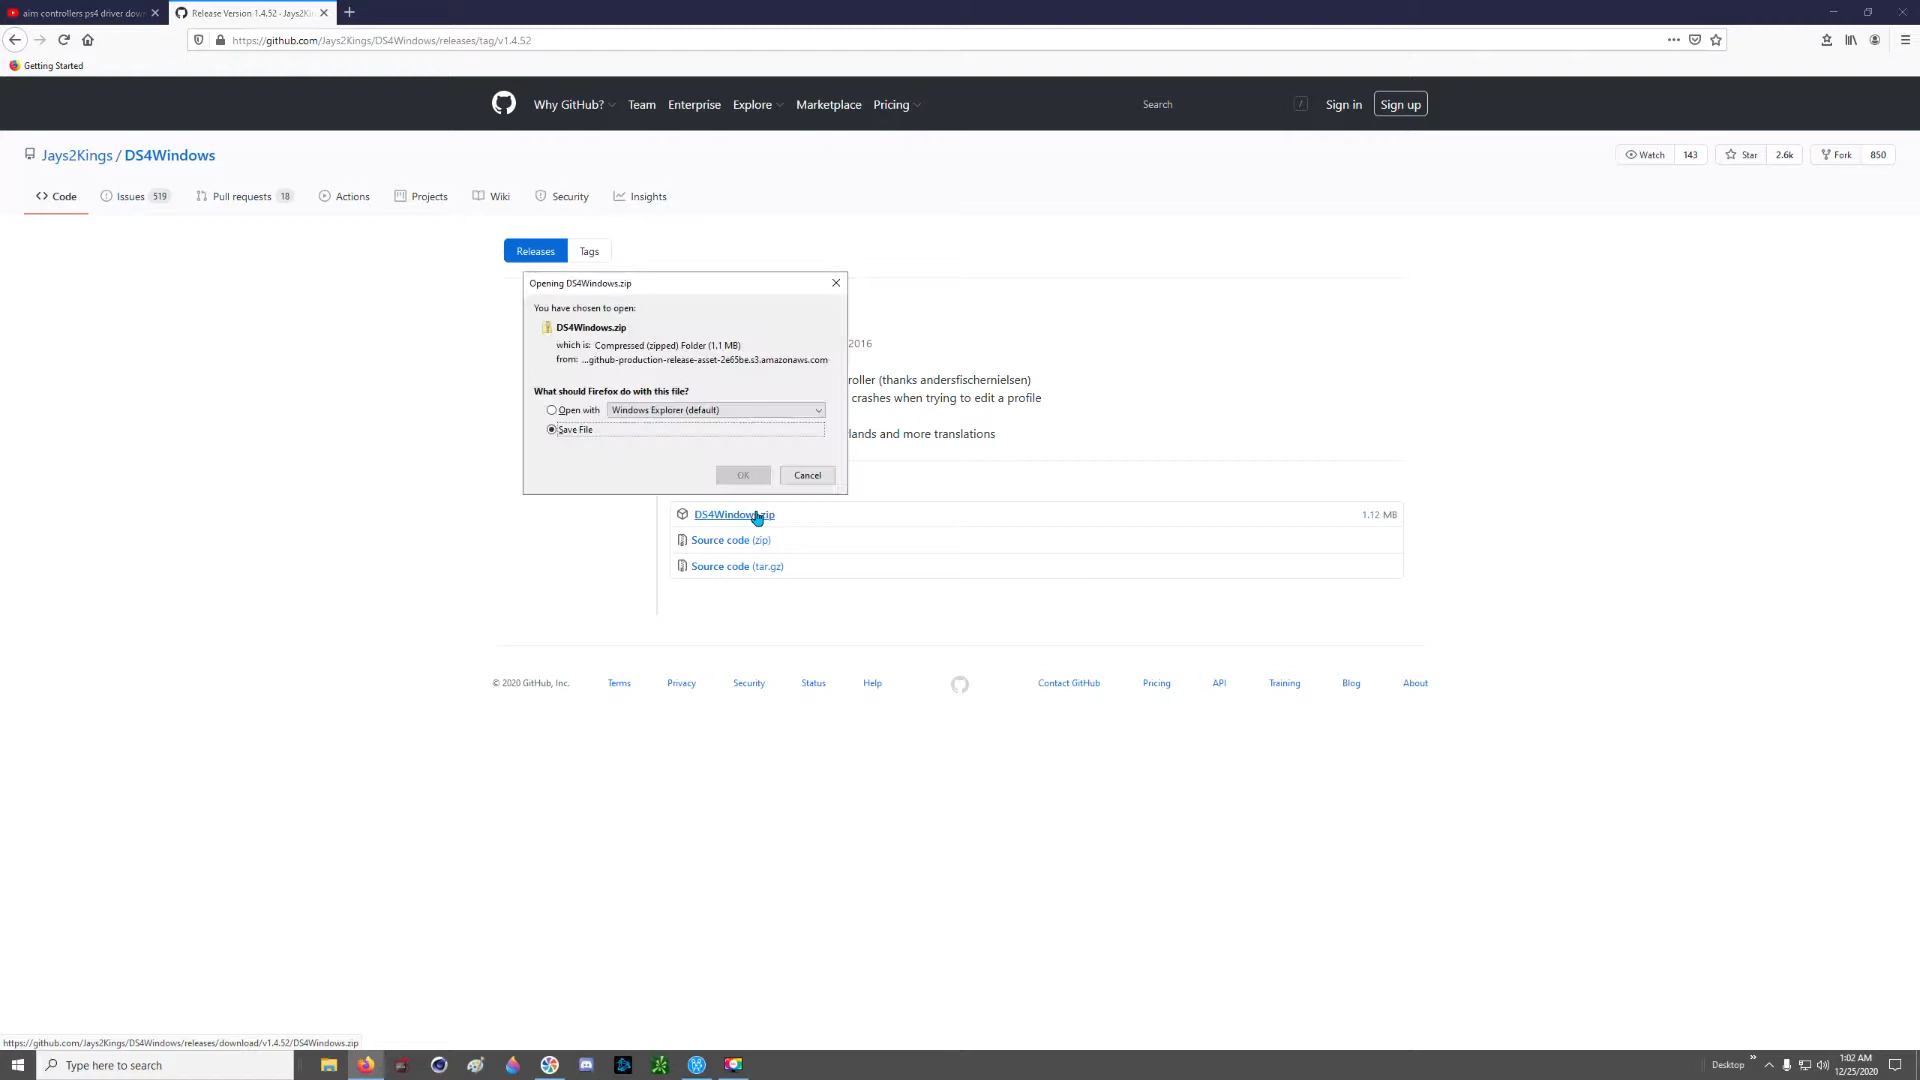 aim controllers ps4 driver dow
Release Version 1.4.52 · Jays2Ki
https://github.com/Jays2Kings/DS4Windows/releases/tag/v1.4.52
Getting Started
Why GitHub?
Team
Enterprise
Explore
Marketplace
Pricing
Search
/
Sign in
Sign up
Jays2Kings / DS4Windows
Watch 143
Star 2.6k
Fork 850
Code
Issues 519
Pull requests 18
Actions
Projects
Wiki
Security
Insights
Releases
Tags
Opening DS4Windows.zip
You have chosen to open:
DS4Windows.zip
which is: Compressed (zipped) Folder (1.1 MB)
from: ...github-production-release-asset-2e65be.s3.amazonaws.com
What should Firefox do with this file?
Open with Windows Explorer (default)
Save File
OK
Cancel
2016
roller (thanks andersfischernielsen)
crashes when trying to edit a profile
lands and more translations
DS4Windows.zip 1.12 MB
Source code (zip)
Source code (tar.gz)
© 2020 GitHub, Inc.
Terms
Privacy
Security
Status
Help
Contact GitHub
Pricing
API
Training
Blog
About
https://github.com/Jays2Kings/DS4Windows/releases/download/v1.4.52/DS4Windows.zip
Type here to search
Desktop
1:02 AM
12/25/2020